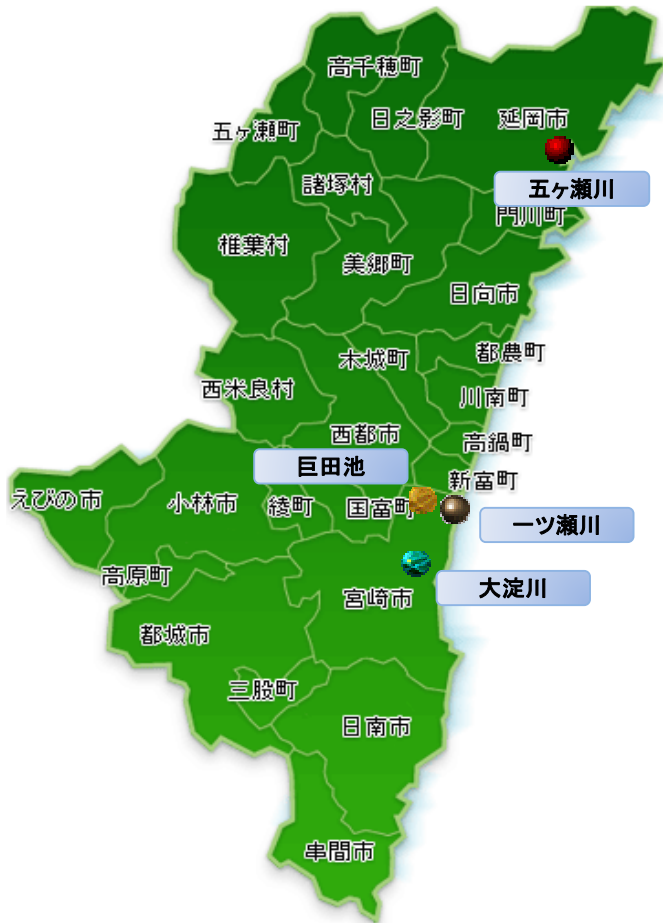 高千穂町
日之影町
延岡市
五ヶ瀬町
五ヶ瀬川
諸塚村
門川町
椎葉村
美郷町
日向市
木城町
都農町
西米良村
川南町
西都市
高鍋町
巨田池
新富町
えびの市
小林市
綾町
国富町
一ツ瀬川
高原町
大淀川
宮崎市
都城市
三股町
日南市
串間市